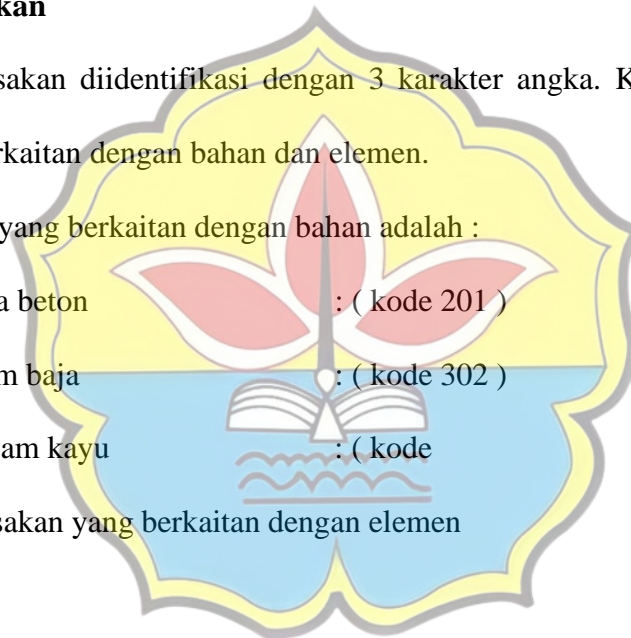 kan
sakan diidentifikasi dengan 3 karakter angka. K
rkaitan dengan bahan dan elemen.
yang berkaitan dengan bahan adalah :
a beton : ( kode 201 )
m baja : ( kode 302 )
am kayu : ( kode
sakan yang berkaitan dengan elemen